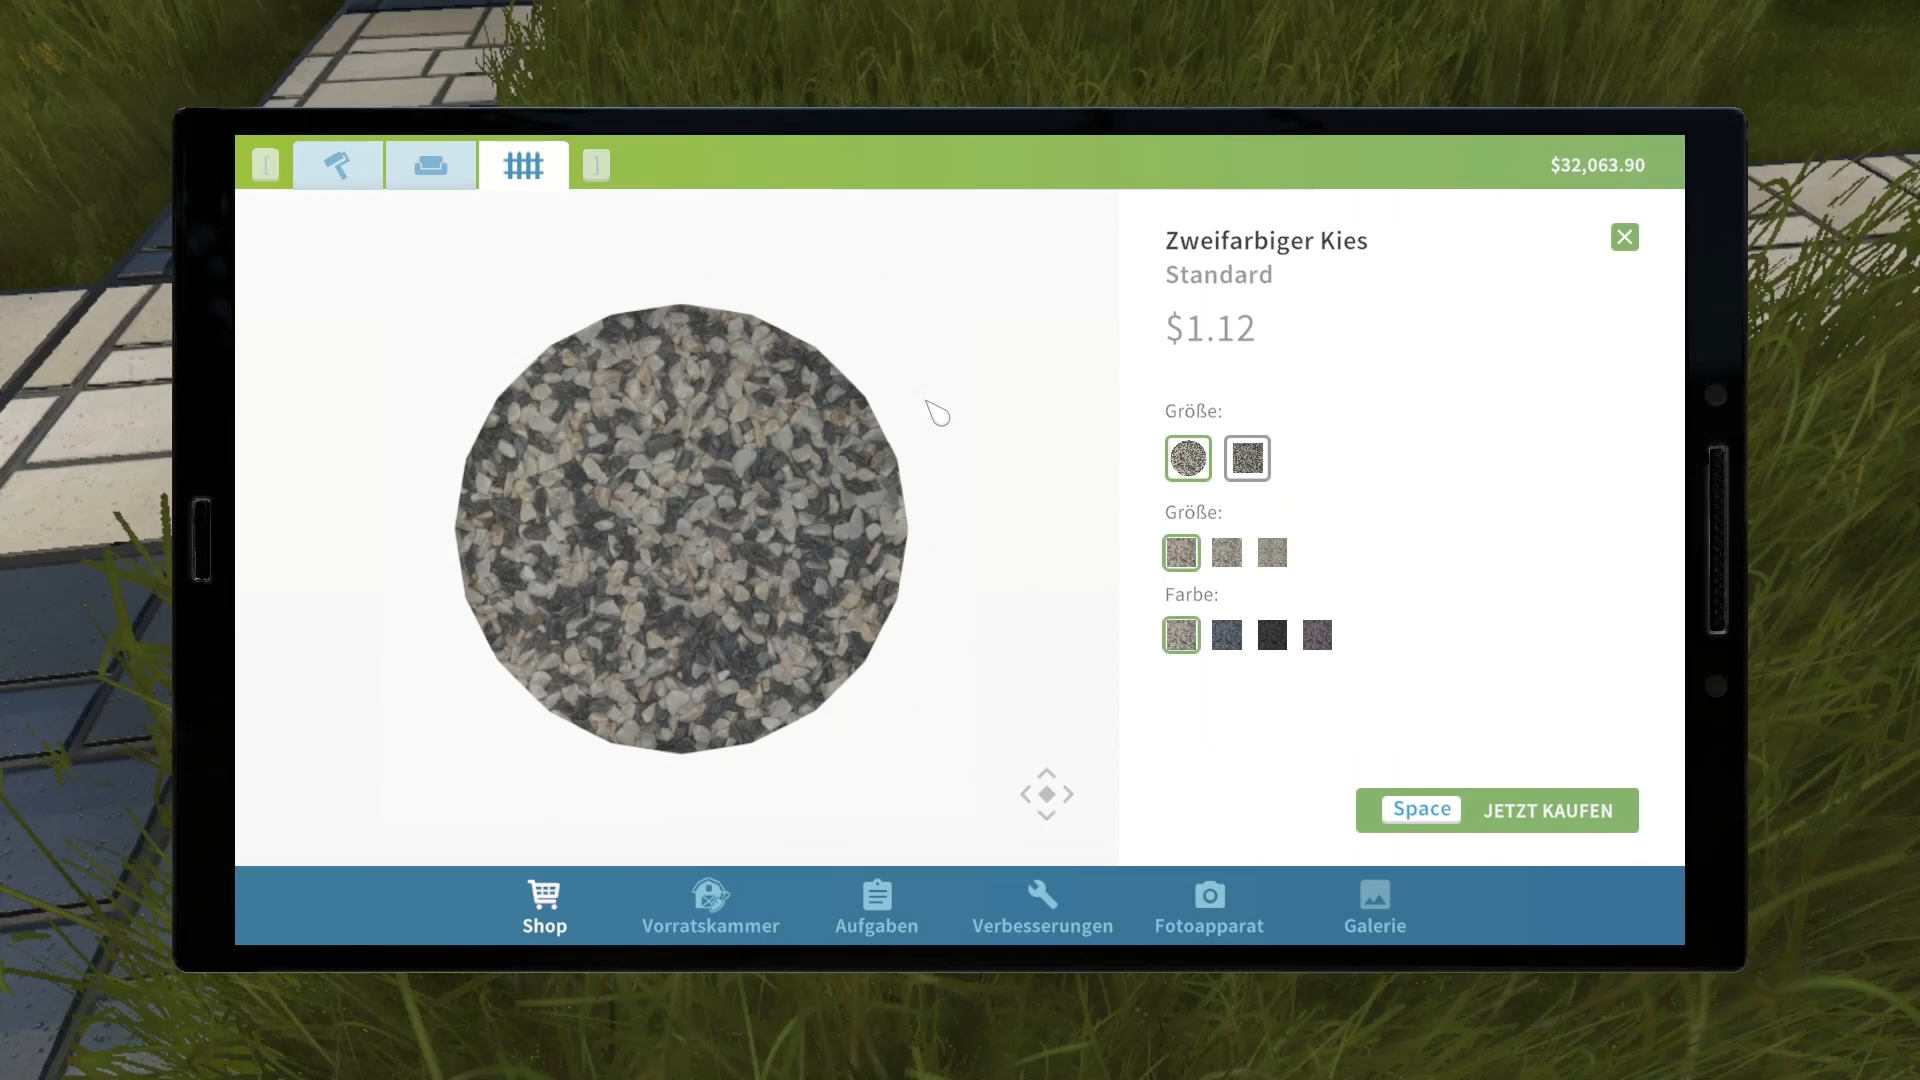 [
]
$32,063.90
Zweifarbiger Kies
Standard
$1.12
Größe:
Größe:
Farbe:
Space JETZT KAUFEN
Shop Vorratskammer Aufgaben Verbesserungen Fotoapparat Galerie